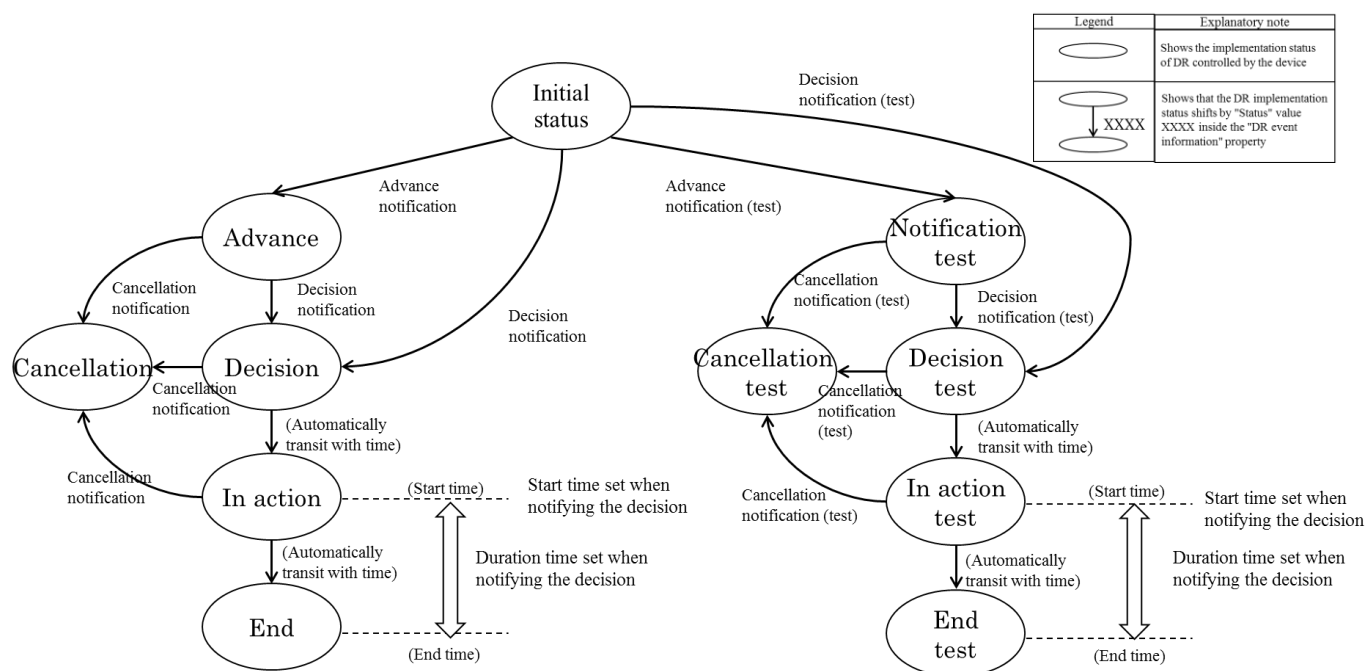 Legend
Explanatory note
Shows the implementation status
of DR controlled by the device
XXXX
Shows that the DR implementation
status shifts by "Status" value
XXXX inside the "DR event
information" property
Initial
status
Decision
notification (test)
Advance
notification
Advance
notification (test)
Advance
Notification
test
Cancellation
notification
Decision
notification
Decision
notification
Cancellation
notification (test)
Decision
notification (test)
Cancellation
Decision
Cancellation
notification
Cancellation
test
Decision
test
Cancellation
notification
(test)
(Automatically
transit with time)
(Automatically
transit with time)
Cancellation
notification
In action
(Start time)
Start time set when
notifying the decision
Cancellation
notification (test)
In action
test
(Start time)
Start time set when
notifying the decision
(Automatically
transit with time)
Duration time set when
notifying the decision
(Automatically
transit with time)
Duration time set when
notifying the decision
End
(End time)
End
test
(End time)